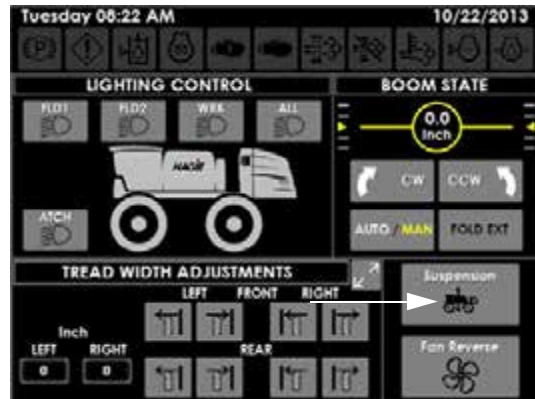 Tuesday 08:22 AM 10/22/2013
LIGHTING CONTROL
BOOM STATE
FLD1 FLD2 WRK ALL
0.0
Inch
HAGIE
CW CCW
ATCH
AUTO / MAN FOLD EXT
TREAD WIDTH ADJUSTMENTS
Suspension
LEFT FRONT RIGHT
Inch
LEFT RIGHT
REAR
0 0
Fan Reverse